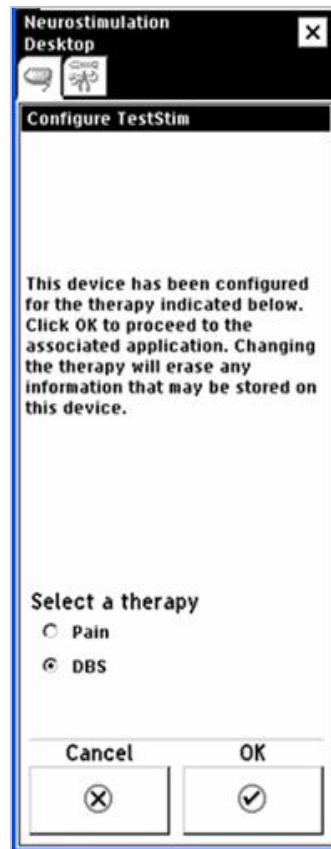 Neurostimulation
Desktop
Configure TestStim
This device has been configured
for the therapy indicated below.
Click OK to proceed to the
associated application. Changing
the therapy will erase any
information that may be stored on
this device.
Select a therapy
Pain
DBS
Cancel
OK